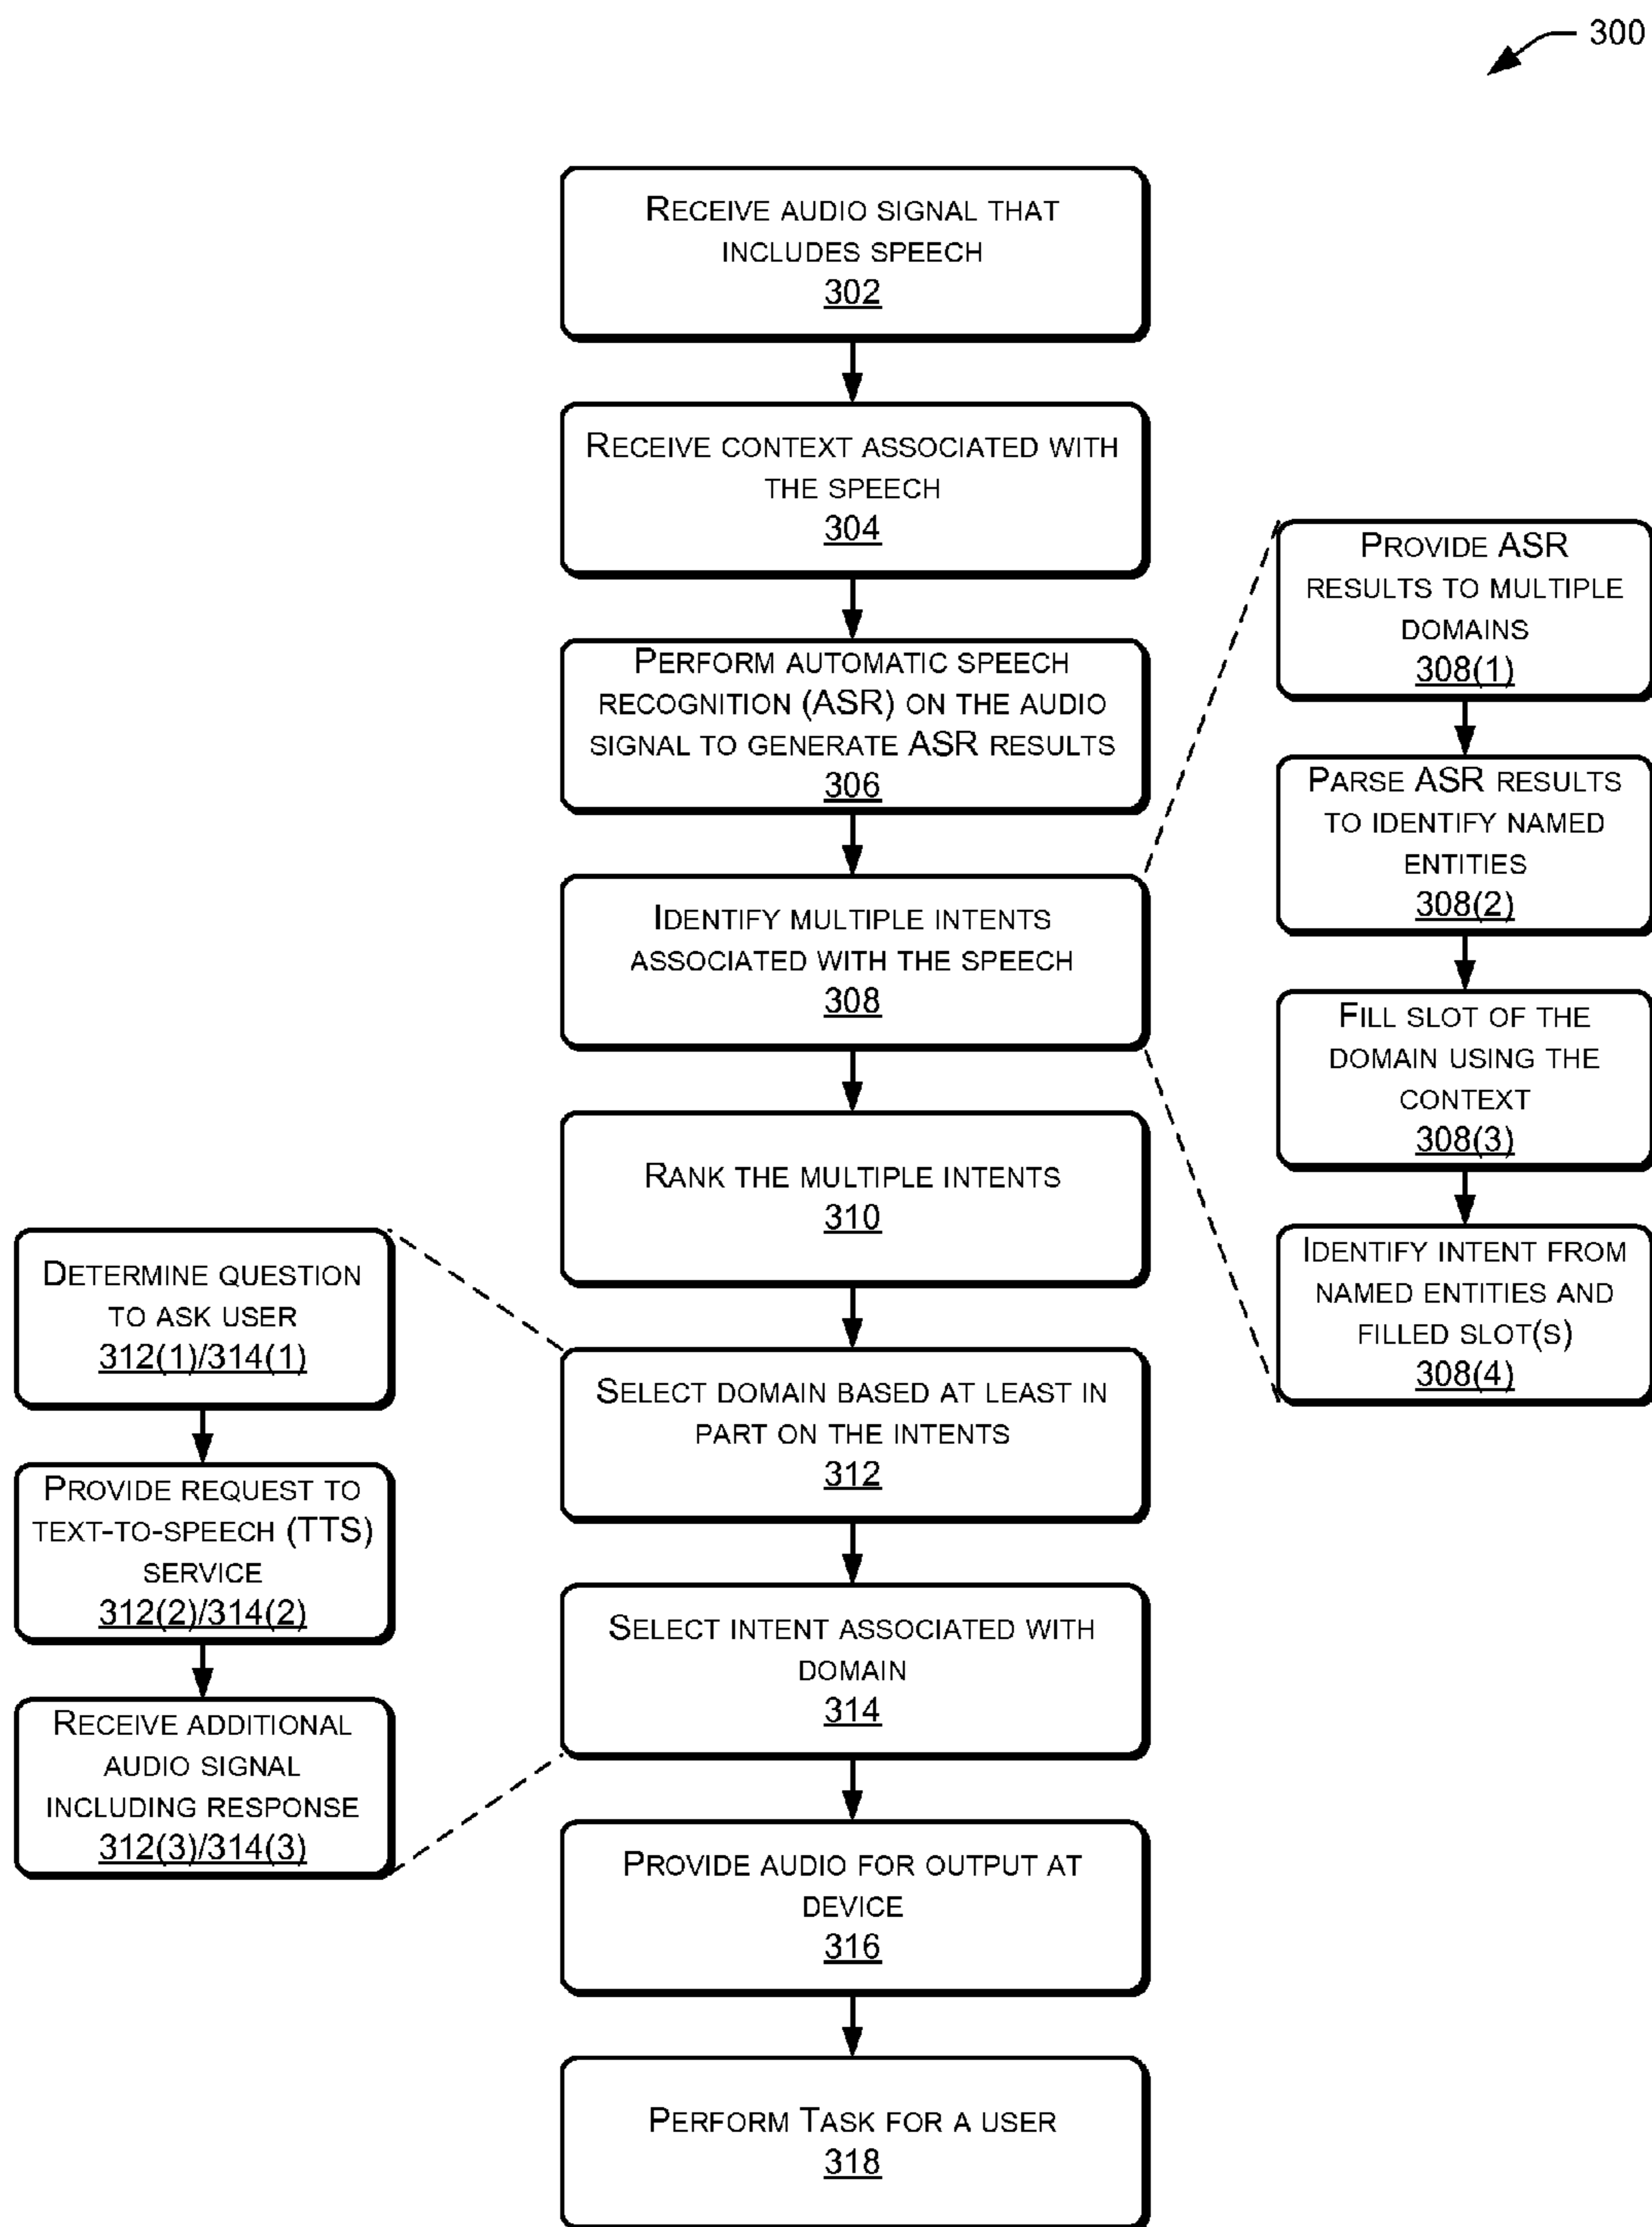 300
RECEIVE AUDIO SIGNAL THAT
INCLUDES SPEECH
302
RECEIVE CONTEXT ASSOCIATED WITH
THE SPEECH
304
PERFORM AUTOMATIC SPEECH
RECOGNITION (ASR) ON THE AUDIO
SIGNAL TO GENERATE ASR RESULTS
306
IDENTIFY MULTIPLE INTENTS
ASSOCIATED WITH THE SPEECH
308
PROVIDE ASR
RESULTS TO MULTIPLE
DOMAINS
308(1)
PARSE ASR RESULTS
TO IDENTIFY NAMED
ENTITIES
308(2)
FILL SLOT OF THE
DOMAIN USING THE
CONTEXT
308(3)
IDENTIFY INTENT FROM
NAMED ENTITIES AND
FILLED SLOT(S)
308(4)
RANK THE MULTIPLE INTENTS
310
SELECT DOMAIN BASED AT LEAST IN
PART ON THE INTENTS
312
DETERMINE QUESTION
TO ASK USER
312(1)/314(1)
PROVIDE REQUEST TO
TEXT-TO-SPEECH (TTS)
SERVICE
312(2)/314(2)
RECEIVE ADDITIONAL
AUDIO SIGNAL
INCLUDING RESPONSE
312(3)/314(3)
SELECT INTENT ASSOCIATED WITH
DOMAIN
314
PROVIDE AUDIO FOR OUTPUT AT
DEVICE
316
PERFORM TASK FOR A USER
318